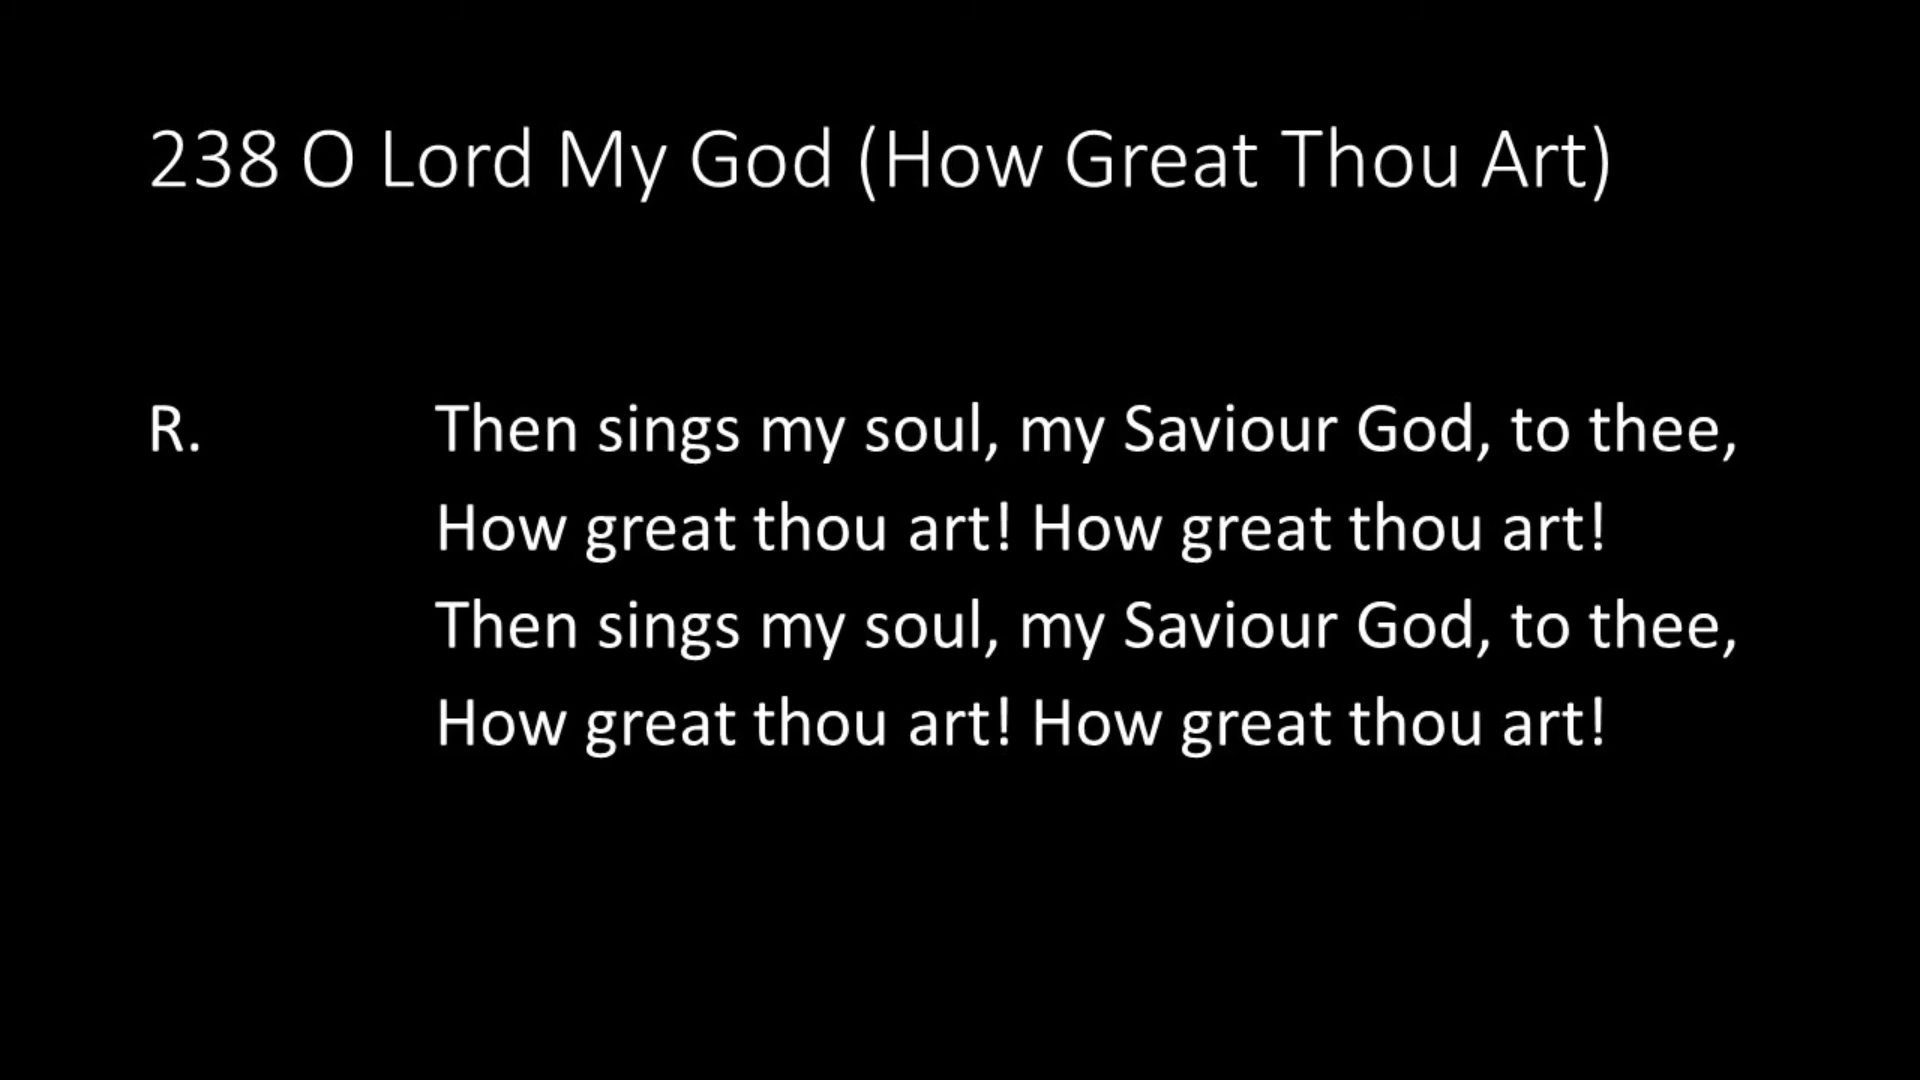 238 O Lord My God (How Great Thou Art)
R. Then sings my soul, my Saviour God, to thee,
How great thou art! How great thou art!
Then sings my soul, my Saviour God, to thee,
How great thou art! How great thou art!